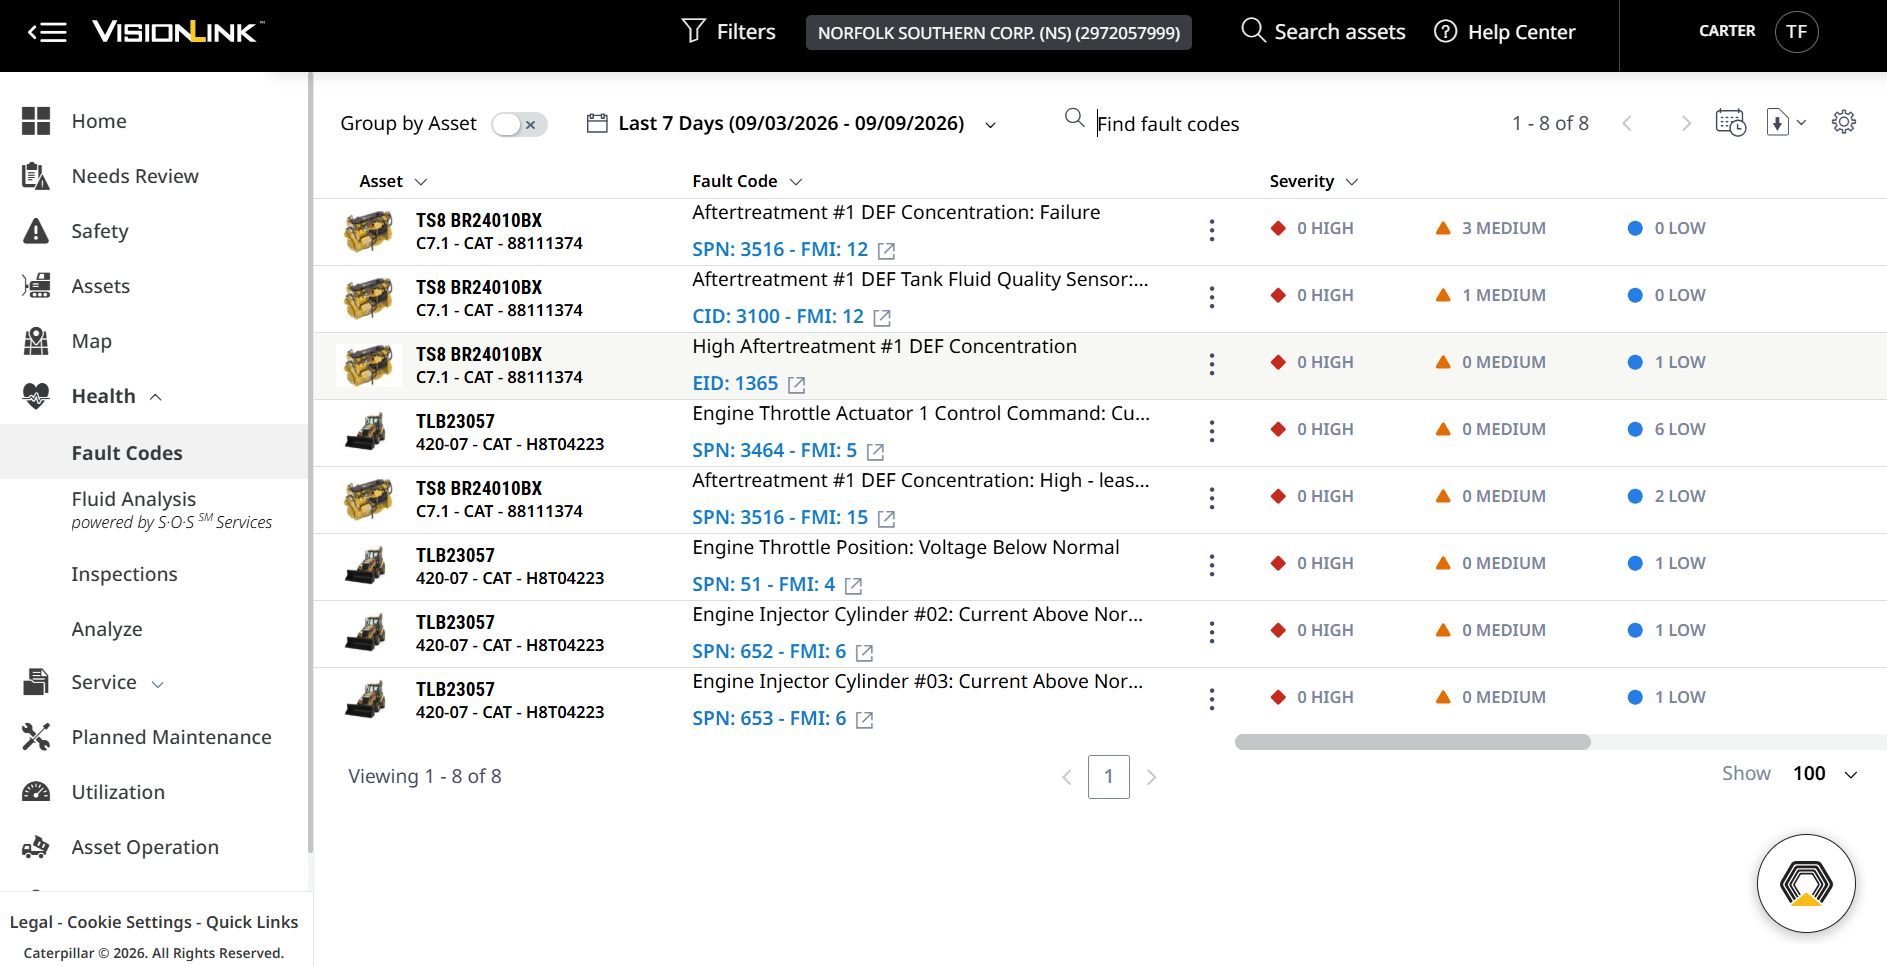 VISIONLINK™
Filters
NORFOLK SOUTHERN CORP. (NS) (2972057999)
Search assets
Help Center
CARTER
TF
Home
Needs Review
Safety
Assets
Map
Health
Fault Codes
Fluid Analysis
powered by S·O·S SM Services
Inspections
Analyze
Service
Planned Maintenance
Utilization
Asset Operation
Legal - Cookie Settings - Quick Links
Caterpillar © 2026. All Rights Reserved.
Group by Asset
Last 7 Days (09/03/2026 - 09/09/2026)
Find fault codes
1 - 8 of 8
Asset Fault Code Severity
TS8 BR24010BX
C7.1 - CAT - 88111374
Aftertreatment #1 DEF Concentration: Failure
SPN: 3516 - FMI: 12
0 HIGH 3 MEDIUM 0 LOW
TS8 BR24010BX
C7.1 - CAT - 88111374
Aftertreatment #1 DEF Tank Fluid Quality Sensor:...
CID: 3100 - FMI: 12
0 HIGH 1 MEDIUM 0 LOW
TS8 BR24010BX
C7.1 - CAT - 88111374
High Aftertreatment #1 DEF Concentration
EID: 1365
0 HIGH 0 MEDIUM 1 LOW
TLB23057
420-07 - CAT - H8T04223
Engine Throttle Actuator 1 Control Command: Cu...
SPN: 3464 - FMI: 5
0 HIGH 0 MEDIUM 6 LOW
TS8 BR24010BX
C7.1 - CAT - 88111374
Aftertreatment #1 DEF Concentration: High - leas...
SPN: 3516 - FMI: 15
0 HIGH 0 MEDIUM 2 LOW
TLB23057
420-07 - CAT - H8T04223
Engine Throttle Position: Voltage Below Normal
SPN: 51 - FMI: 4
0 HIGH 0 MEDIUM 1 LOW
TLB23057
420-07 - CAT - H8T04223
Engine Injector Cylinder #02: Current Above Nor...
SPN: 652 - FMI: 6
0 HIGH 0 MEDIUM 1 LOW
TLB23057
420-07 - CAT - H8T04223
Engine Injector Cylinder #03: Current Above Nor...
SPN: 653 - FMI: 6
0 HIGH 0 MEDIUM 1 LOW
Viewing 1 - 8 of 8
1
Show 100